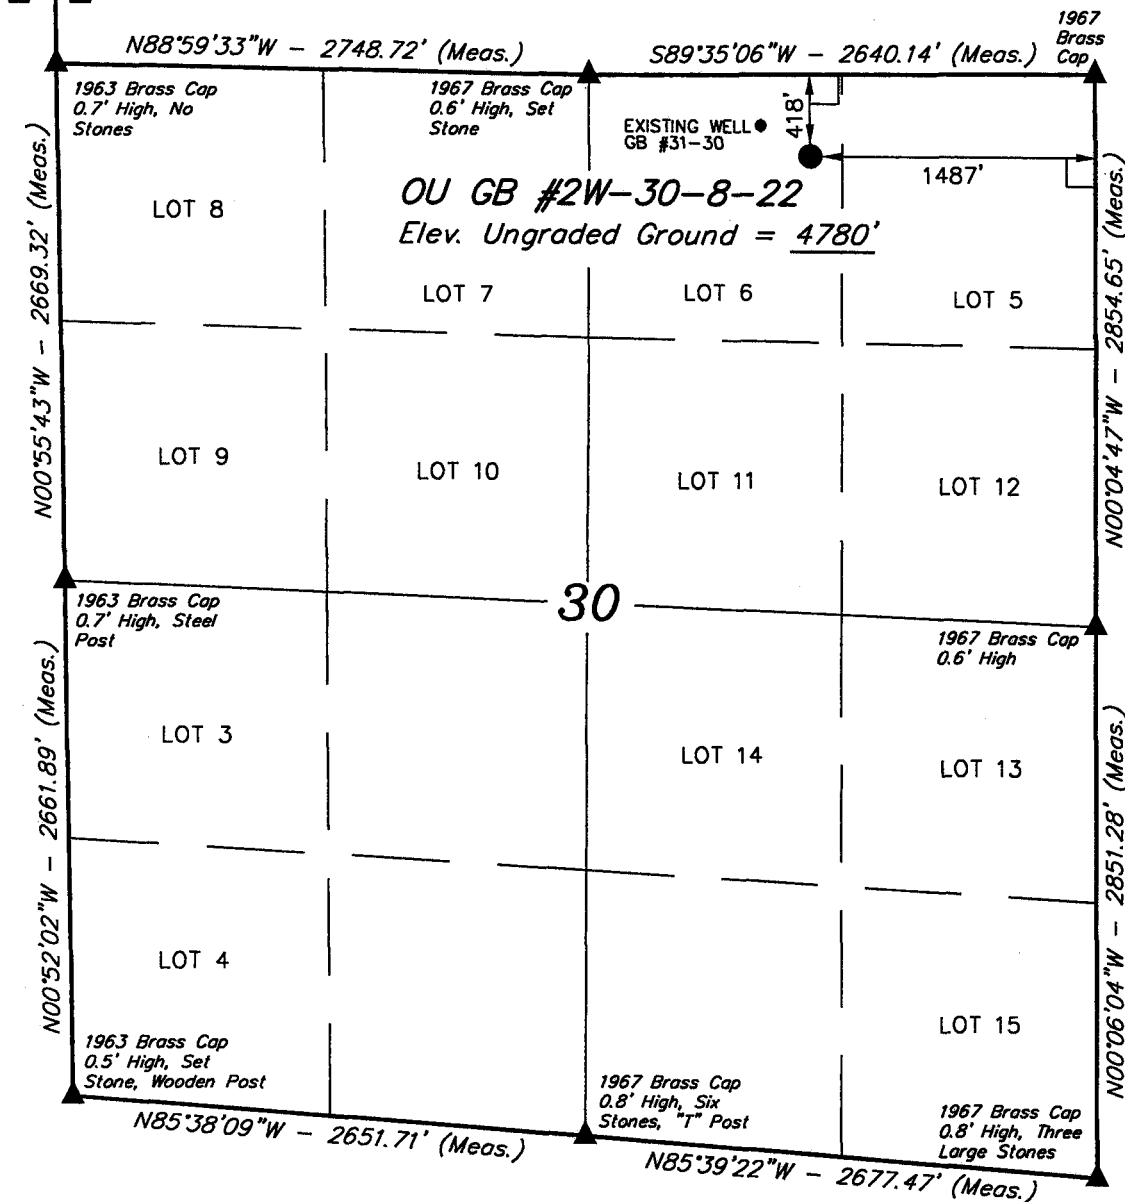 N88°59'33"W - 2748.72' (Meas.)
S89°35'06"W - 2640.14' (Meas.)
1967
Brass
Cap
1963 Brass Cap
0.7' High, No
Stones
1967 Brass Cap
0.6' High, Set
Stone
EXISTING WELL
GB #31-30
418'
1487'
OU GB #2W-30-8-22
Elev. Ungraded Ground = 4780'
LOT 8
LOT 7
LOT 6
LOT 5
N00°55'43"W - 2669.32' (Meas.)
N00°04'47"W - 2854.65' (Meas.)
LOT 9
LOT 10
LOT 11
LOT 12
30
1963 Brass Cap
0.7' High, Steel
Post
1967 Brass Cap
0.6' High
LOT 3
LOT 14
LOT 13
N00°52'02"W - 2661.89' (Meas.)
N00°06'04"W - 2851.28' (Meas.)
LOT 4
LOT 15
1963 Brass Cap
0.5' High, Set
Stone, Wooden Post
1967 Brass Cap
0.8' High, Six
Stones, "T" Post
1967 Brass Cap
0.8' High, Three
Large Stones
N85°38'09"W - 2651.71' (Meas.)
N85°39'22"W - 2677.47' (Meas.)